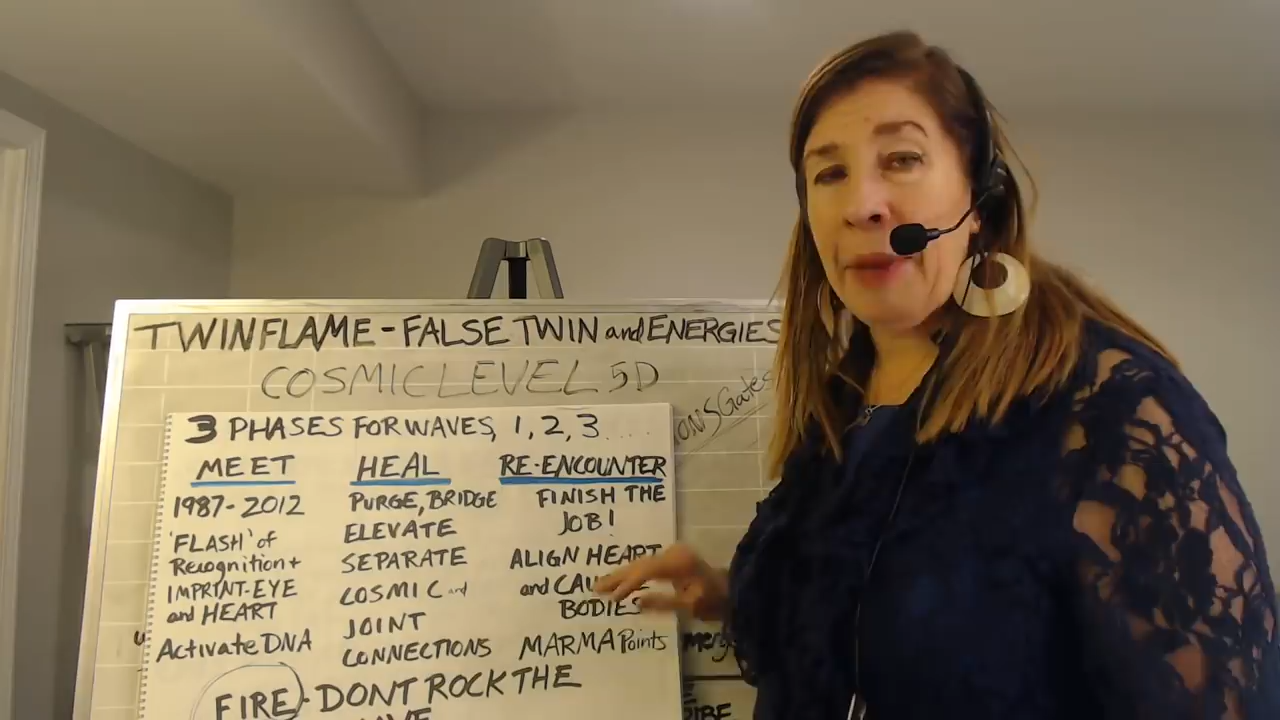 TWINFLAME - FALSE TWIN and ENERGIES
COSMIC LEVEL 5D
3 PHASES FOR WAVES, 1, 2, 3.....
MEET
1987-2012
'FLASH' of
Recognition +
IMPRINT-EYE
and HEART
Activate DNA
HEAL
PURGE, BRIDGE
ELEVATE
SEPARATE
COSMIC and
JOINT
CONNECTIONS
RE-ENCOUNTER
FINISH THE
JOB!
ALIGN HEART
and
BODIES
MARMA Points
FIRE - DONT ROCK THE
Gates